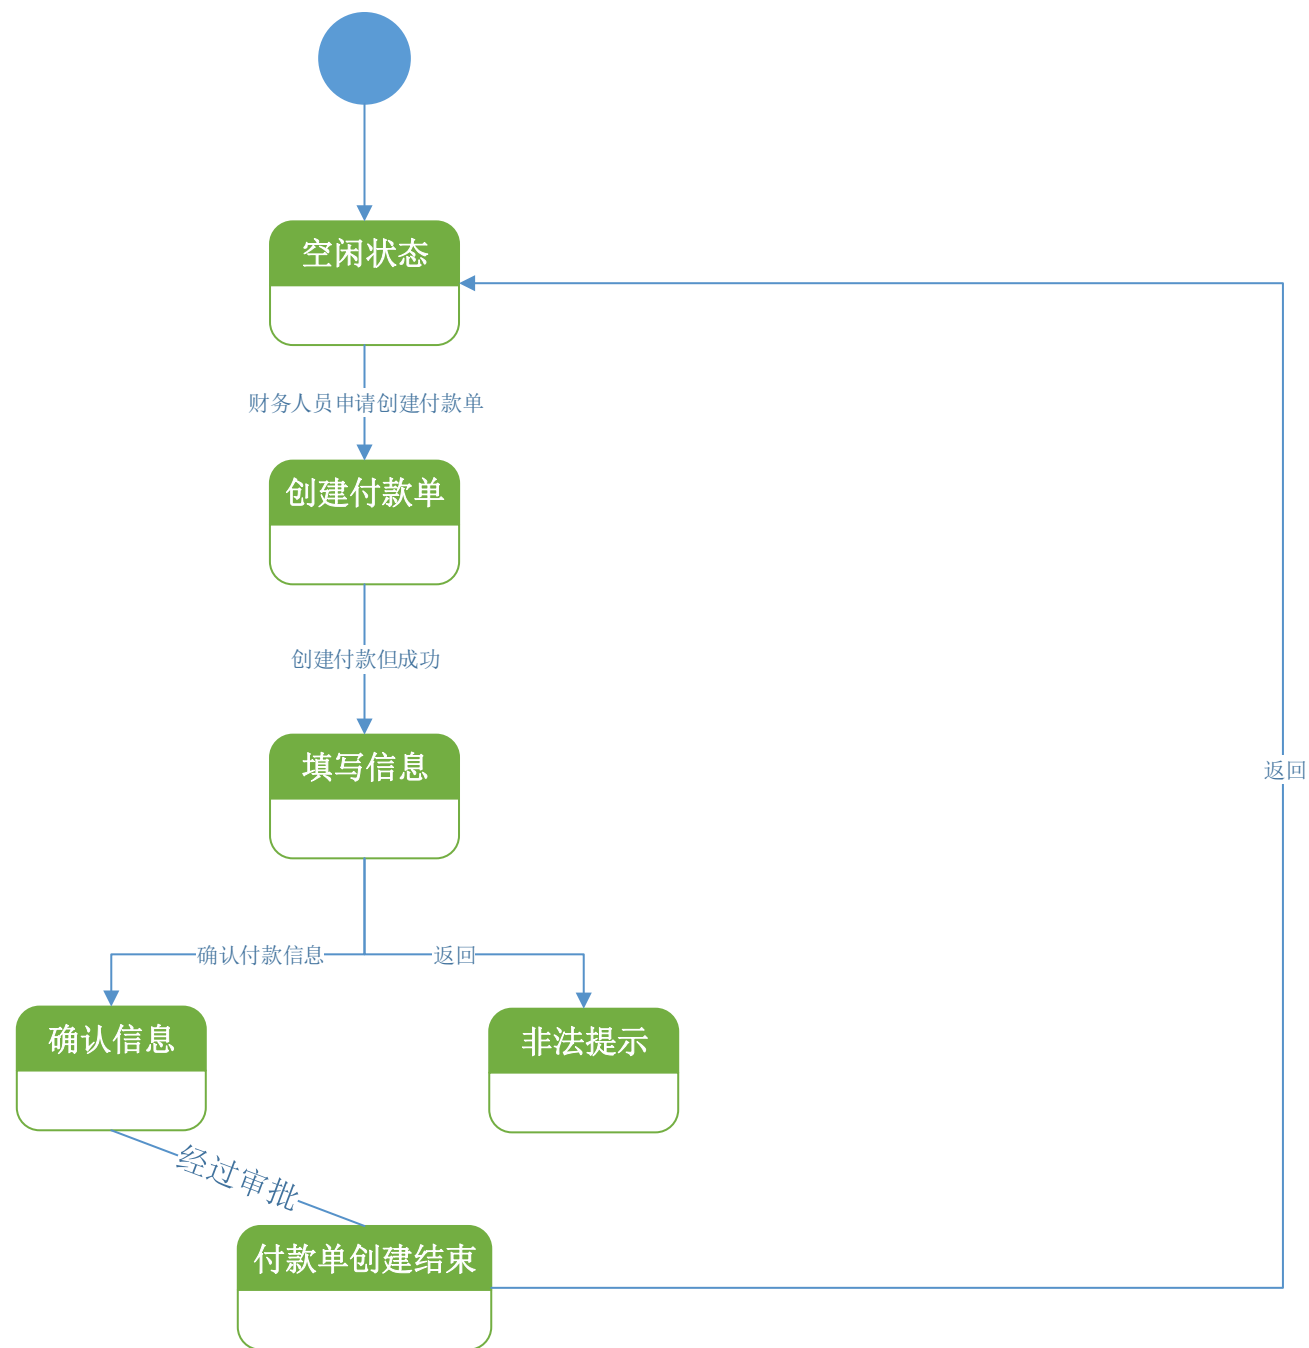 空闲状态
财务人员申请创建付款单
创建付款单
创建付款但成功
填写信息
返回
确认付款信息
返回
确认信息
非法提示
经过审批
付款单创建结束